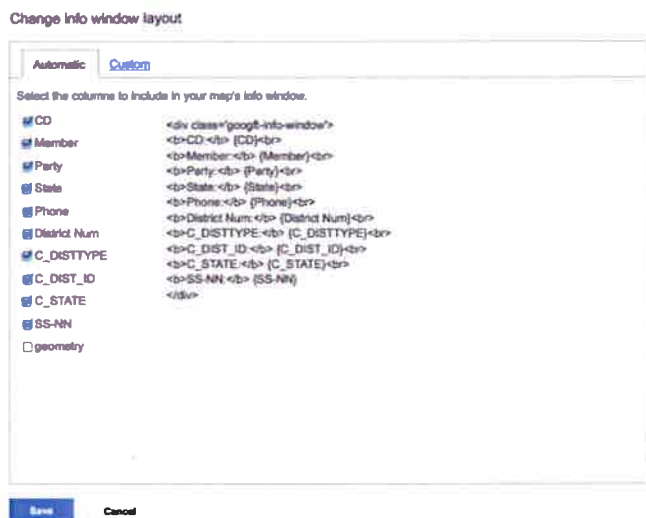 Change info window layout
Automatic Custom
Select the columns to include in your map's info window.
CD
Member
Party
State
Phone
District Num
C_DISTTYPE
C_DIST_ID
C_STATE
SS-NN
geometry
<div class='googft-info-window'>
<b>CD:</b> {CD}<br>
<b>Member:</b> {Member}<br>
<b>Party:</b> {Party}<br>
<b>State:</b> {State}<br>
<b>Phone:</b> {Phone}<br>
<b>District Num:</b> {District Num}<br>
<b>C_DISTTYPE:</b> {C_DISTTYPE}<br>
<b>C_DIST_ID:</b> {C_DIST_ID}<br>
<b>C_STATE:</b> {C_STATE}<br>
<b>SS-NN:</b> {SS-NN}
</div>
Save Cancel